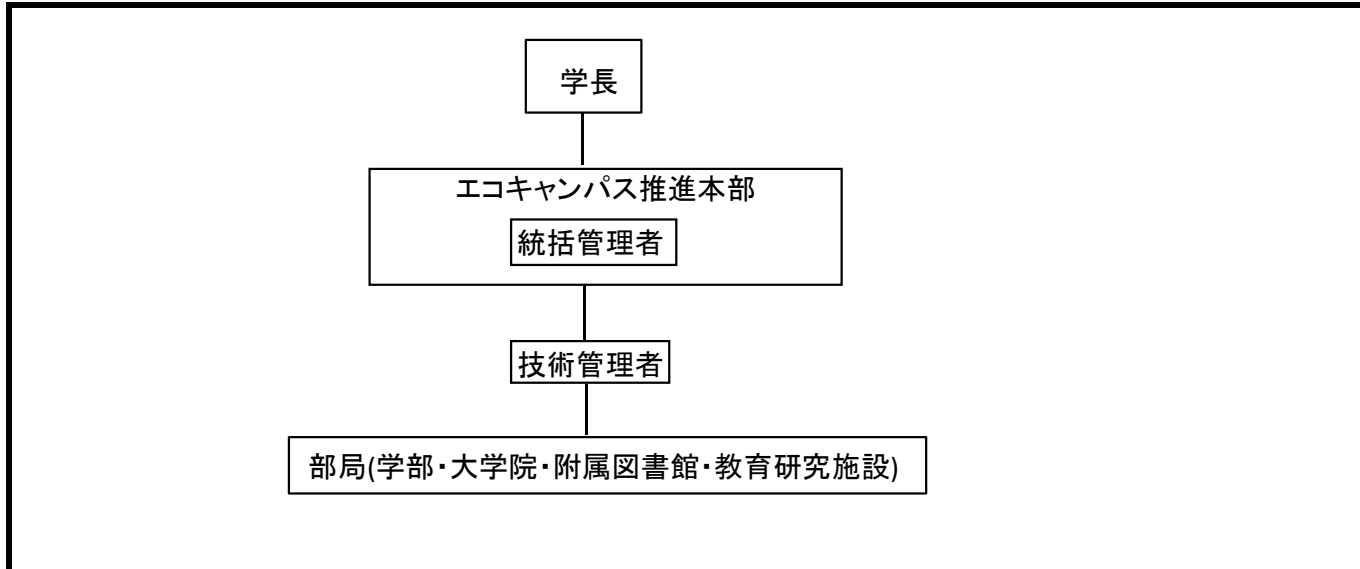 学長
エコキャンパス推進本部
統括管理者
技術管理者
部局(学部・大学院・附属図書館・教育研究施設)